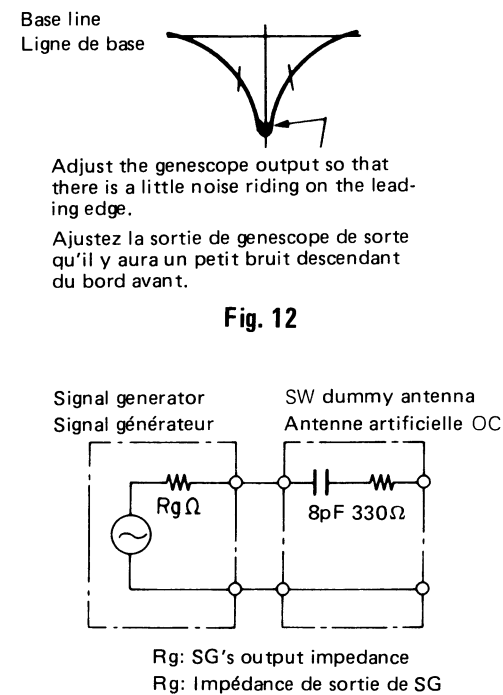 Base line
Ligne de base
Adjust the genescope output so that
there is a little noise riding on the lead-
ing edge.
Ajustez la sortie de genescope de sorte
qu'il y aura un petit bruit descendant
du bord avant.
Fig. 12
Signal generator
Signal générateur
SW dummy antenna
Antenne artificielle OC
Rg Ω
8pF 330Ω
Rg: SG's output impedance
Rg: Impédance de sortie de SG